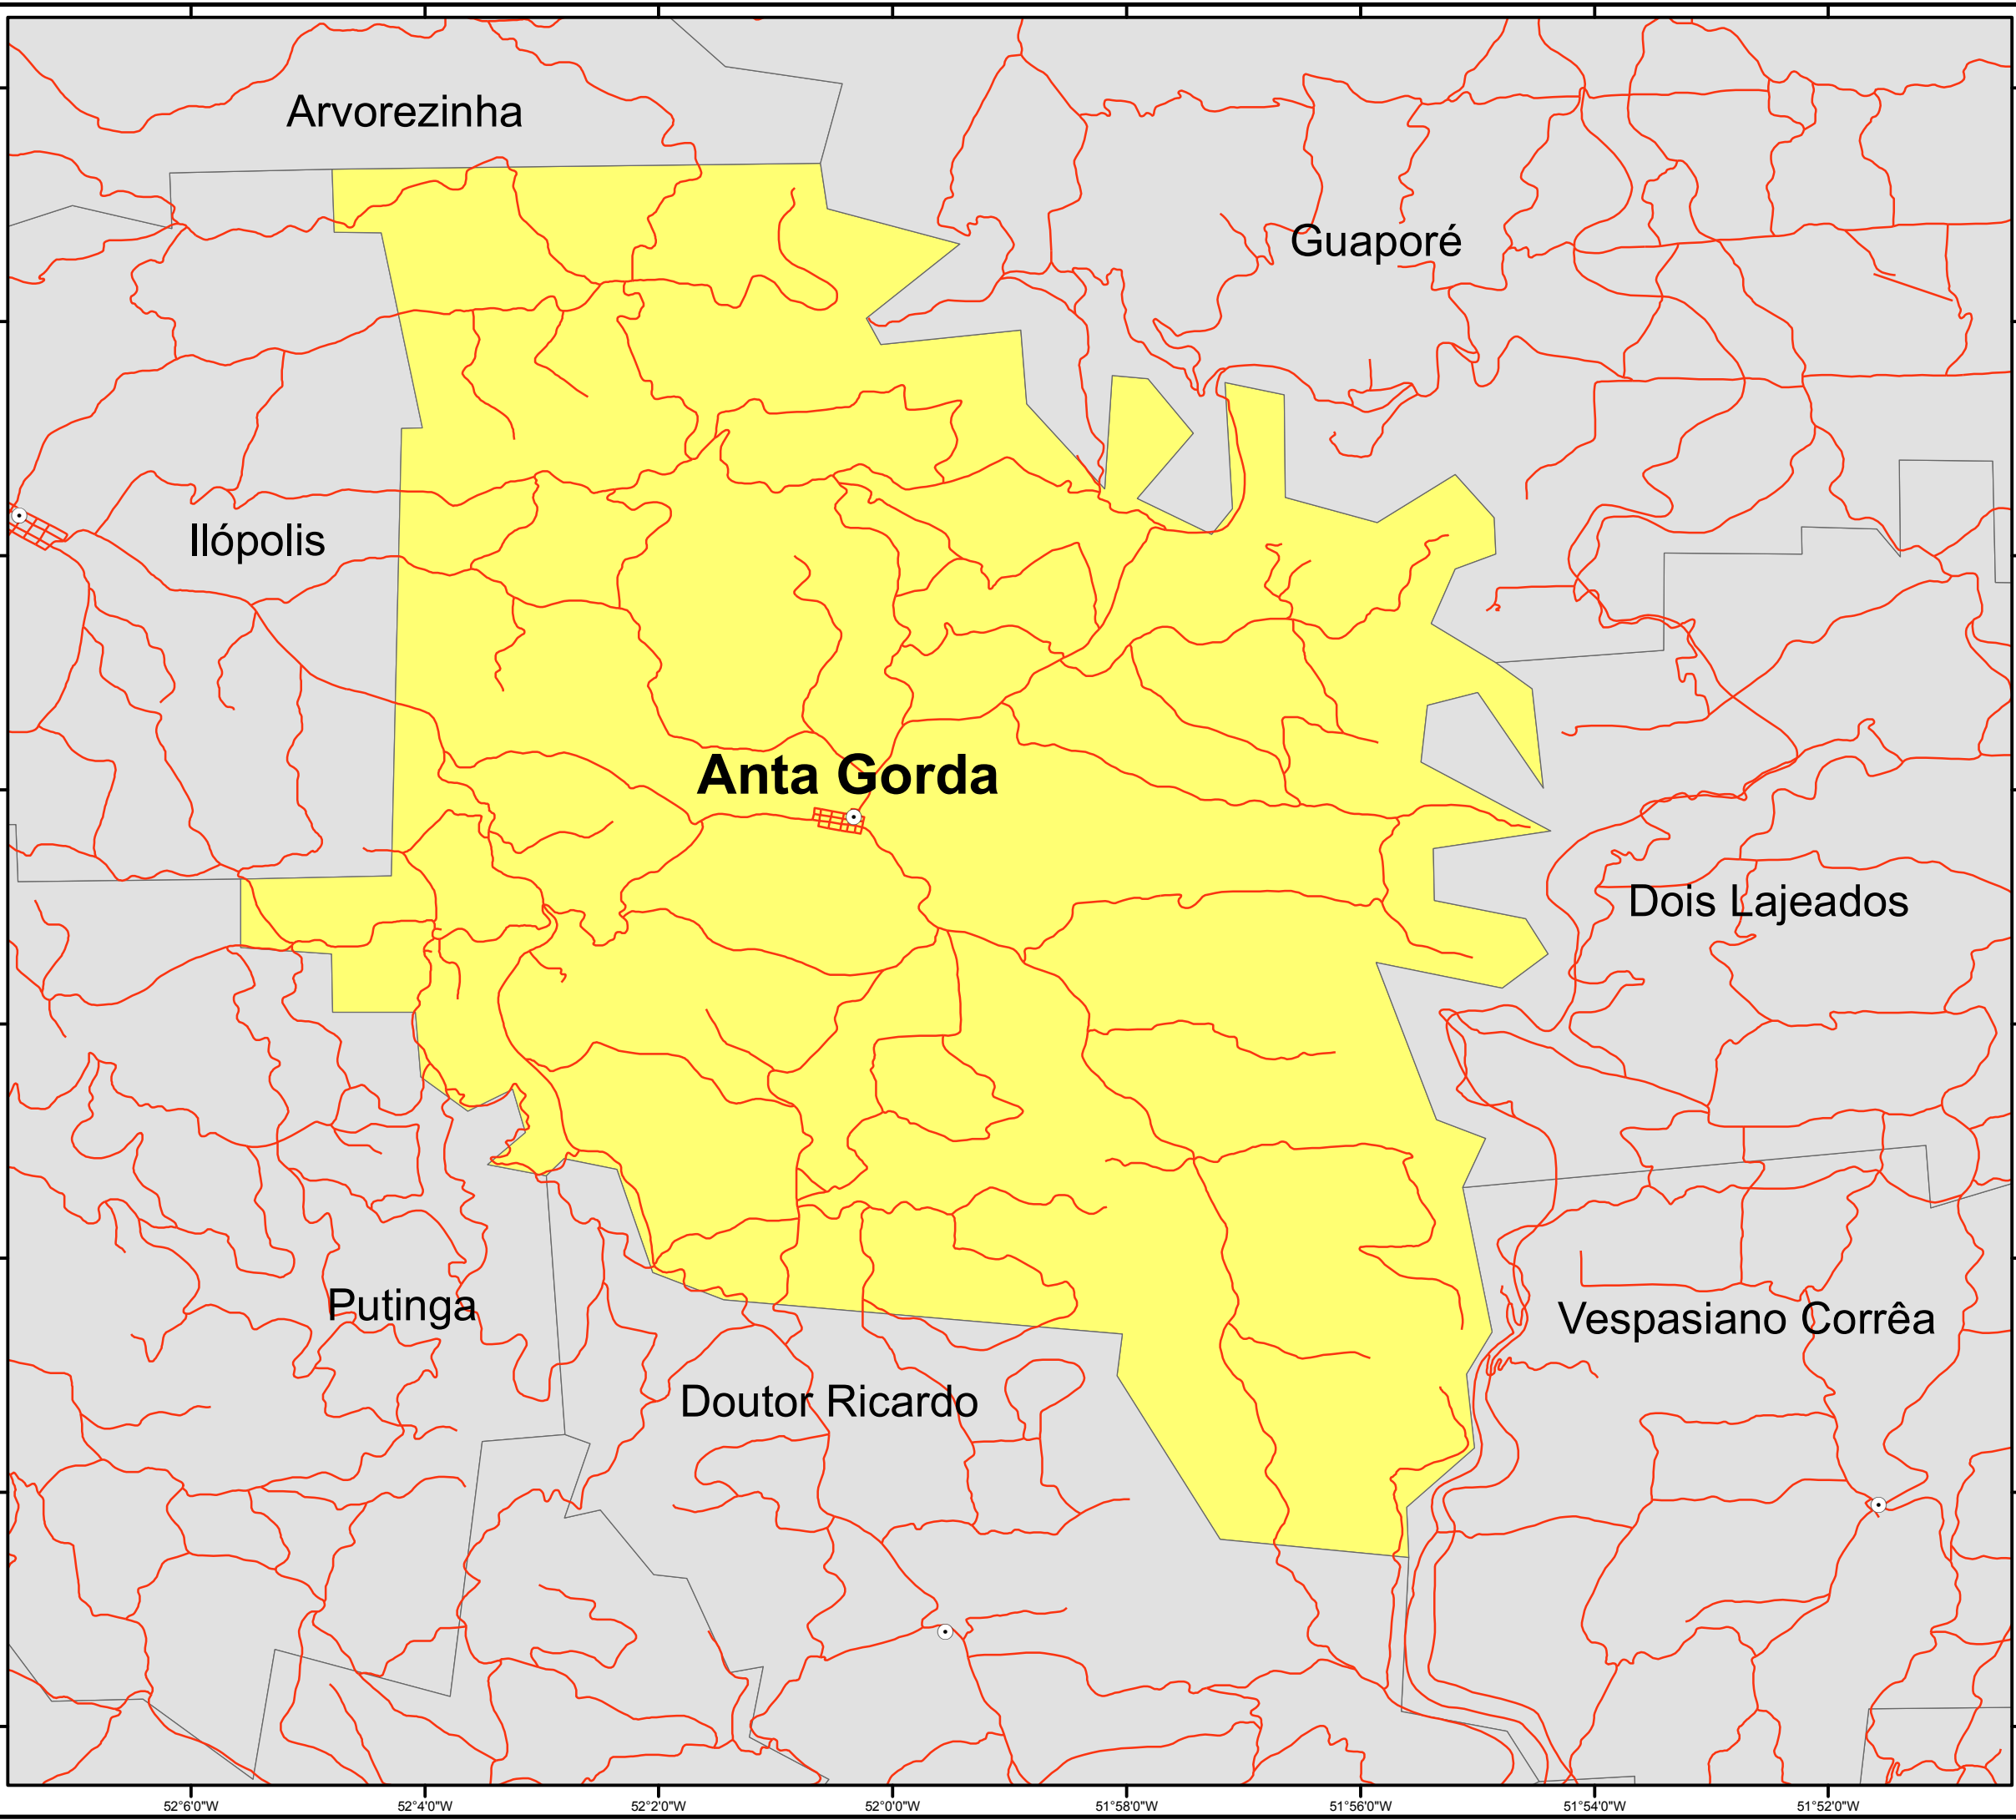 Arvorezinha
Guaporé
Ilópolis
Anta Gorda
Dois Lajeados
Putinga
Vespasiano Corrêa
Doutor Ricardo
52°6'0"W
52°4'0"W
52°2'0"W
52°0'0"W
51°58'0"W
51°56'0"W
51°54'0"W
51°52'0"W